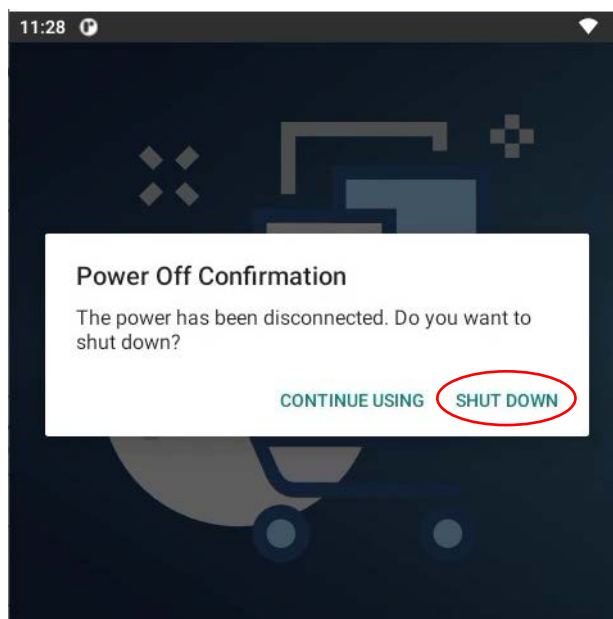 11:28
Power Off Confirmation
The power has been disconnected. Do you want to
shut down?
CONTINUE USING SHUT DOWN